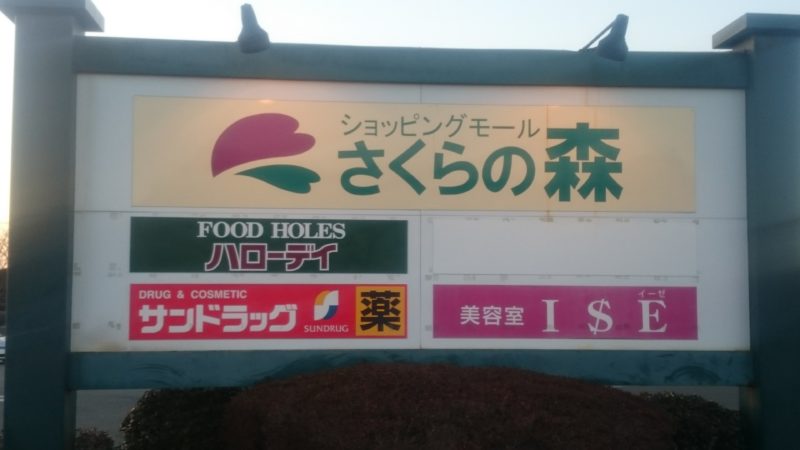 ショッピングモール
さくらの森
FOOD HOLES
ハローデイ
DRUG & COSMETIC
サンドラッグ
SUNDRUG
薬
イーゼ
美容室 I$E